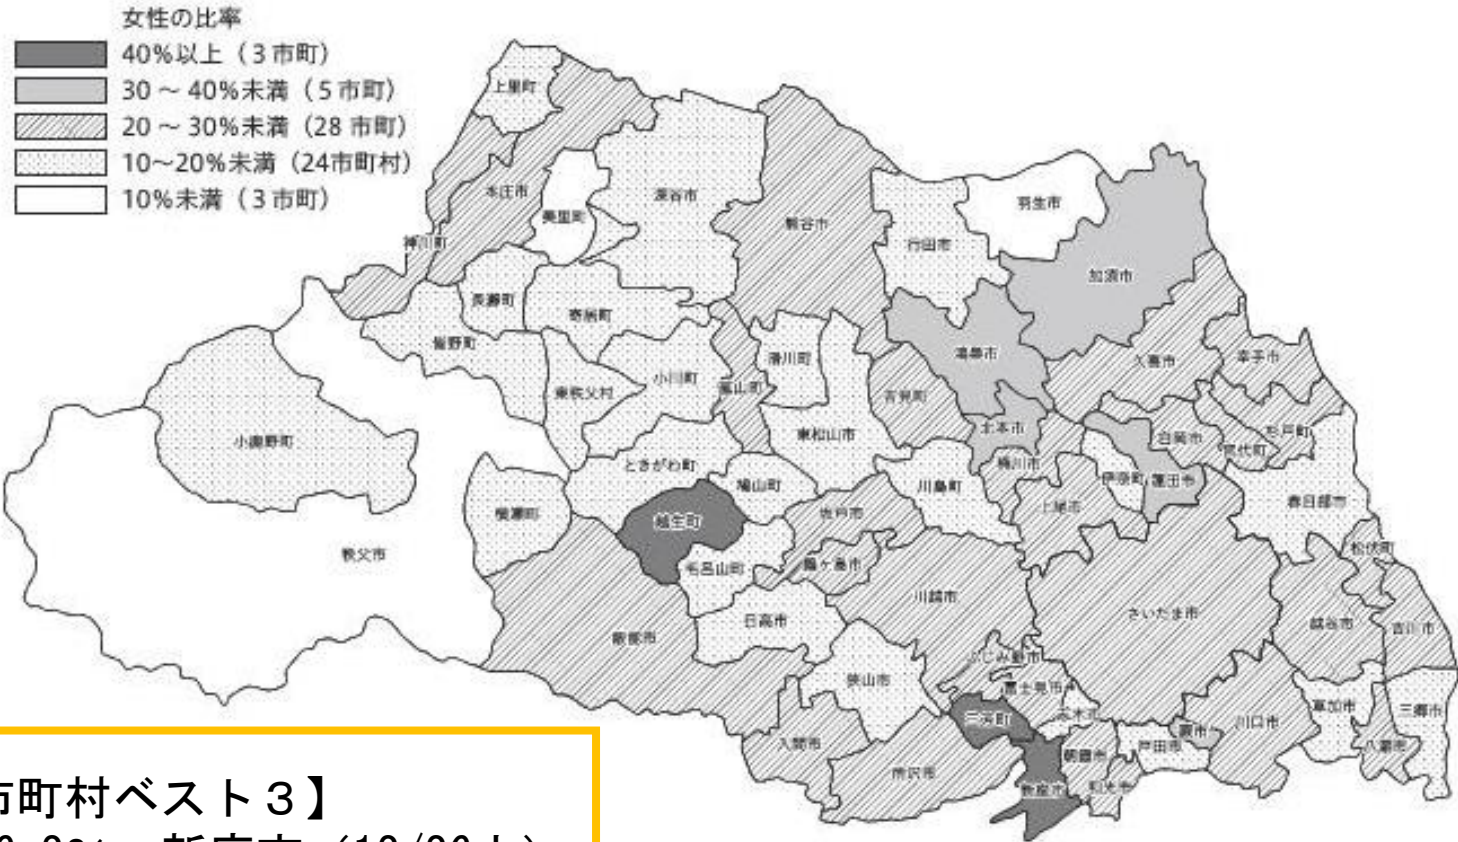 女性の比率
40%以上（3市町）
30～40%未満（5市町）
20～30%未満（28市町）
10~20%未満（24市町村）
10%未満（3市町）
上里町
本庄市
美里町
深谷市
熊谷市
行田市
羽生市
加須市
神川町
長瀞町
皆野町
寄居町
東秩父村
小川町
嵐山町
滑川町
吉見町
鴻巣市
久喜市
幸手市
北本市
桶川市
東松山市
小鹿野町
ときがわ町
鳩山町
川島町
伊奈町
蓮田市
白岡市
宮代町
杉戸町
春日部市
秩父市
横瀬町
越生町
坂戸市
上尾市
毛呂山町
鶴ヶ島市
松伏町
飯能市
日高市
川越市
さいたま市
越谷市
吉川市
狭山市
ふじみ野市
富士見市
三芳町
志木市
入間市
所沢市
新座市
朝霞市
和光市
戸田市
蕨市
川口市
草加市
八潮市
三郷市
市町村ベスト３】